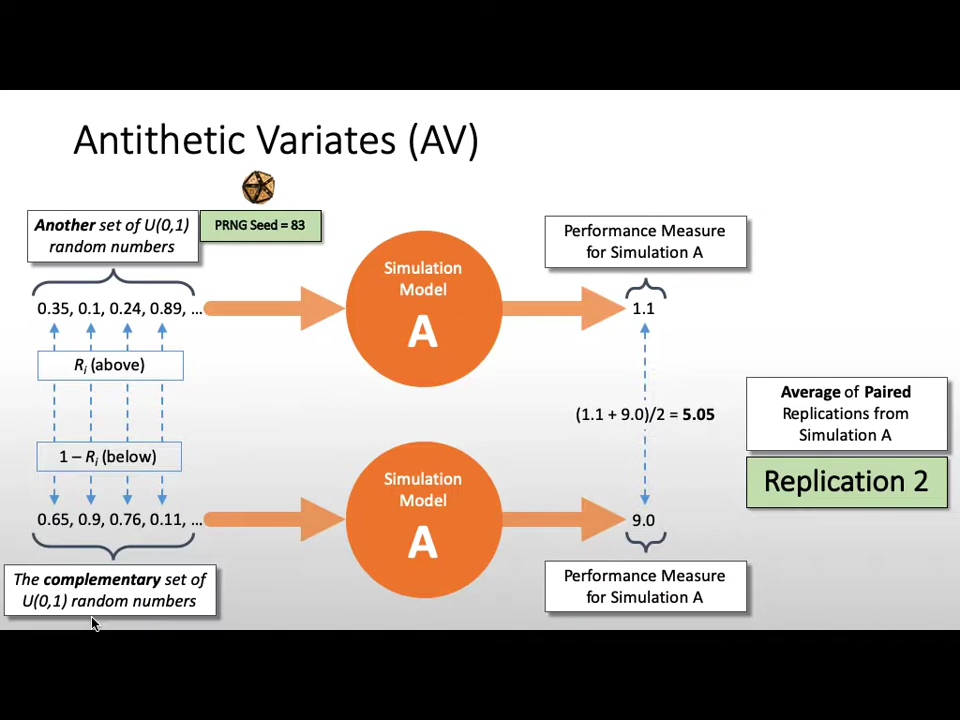 Antithetic Variates (AV)
Another set of U(0,1)
random numbers
PRNG Seed = 83
Performance Measure
for Simulation A
0.35, 0.1, 0.24, 0.89, ...
Simulation
Model
A
1.1
Ri (above)
(1.1 + 9.0)/2 = 5.05
Average of Paired
Replications from
Simulation A
Replication 2
1 – Ri (below)
0.65, 0.9, 0.76, 0.11, ...
Simulation
Model
A
9.0
The complementary set of
U(0,1) random numbers
Performance Measure
for Simulation A